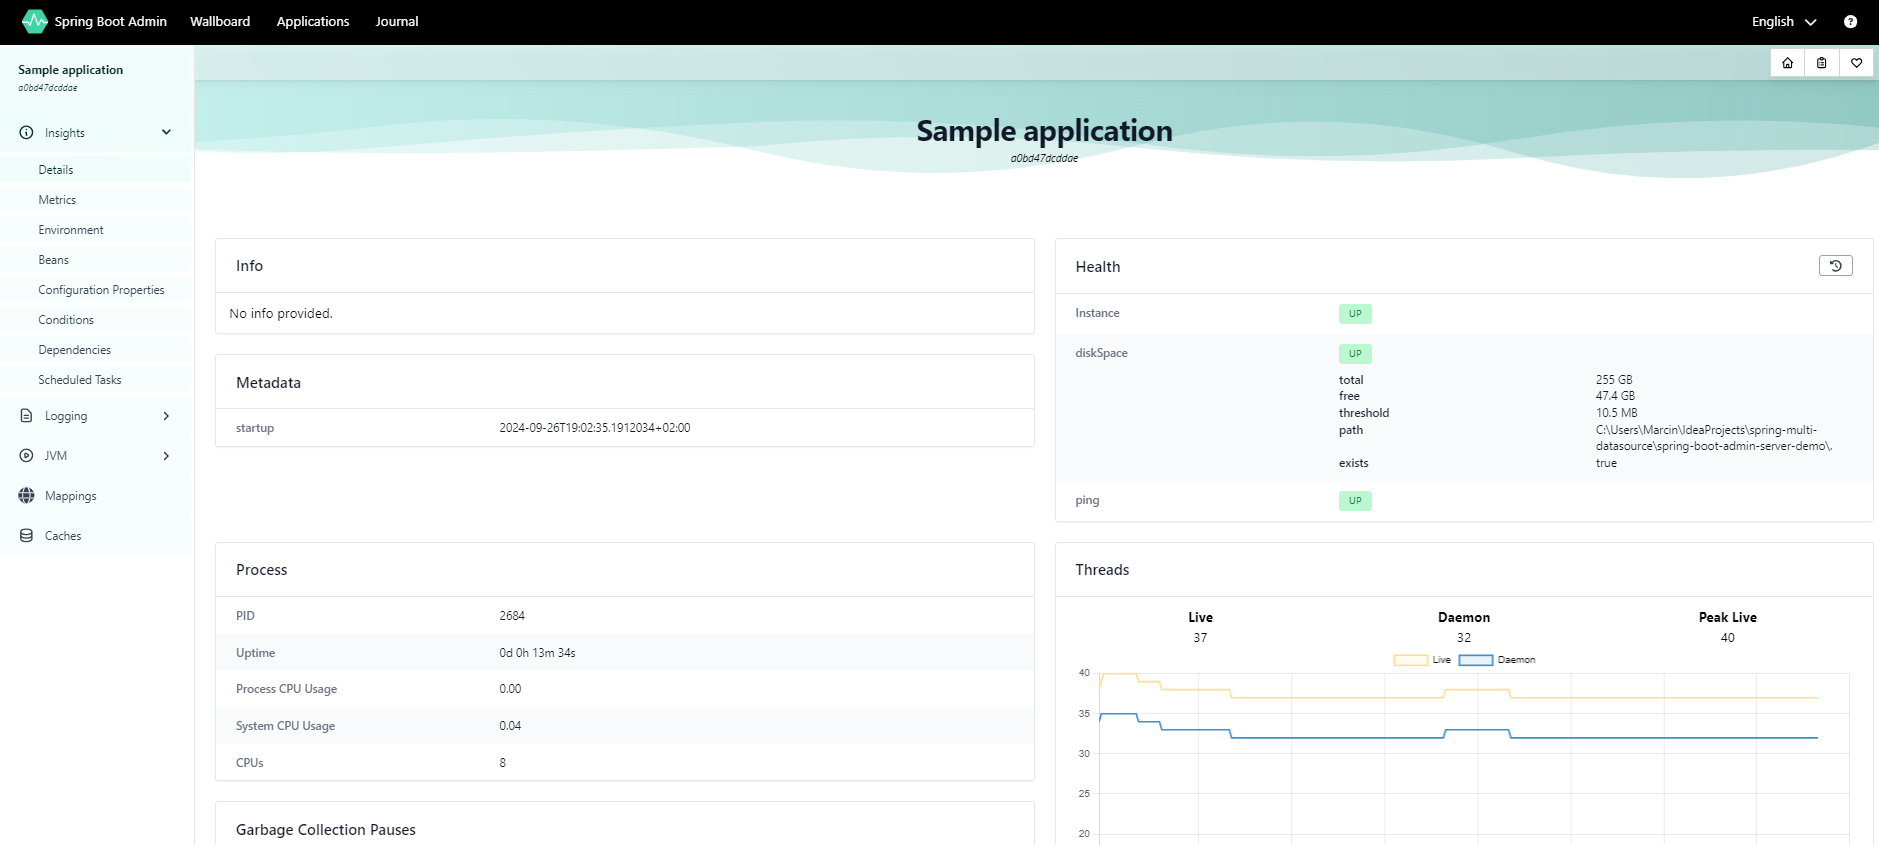 Spring Boot Admin Wallboard Applications Journal English
Sample application
a0bd47dcddae
Insights
Details
Metrics
Environment
Beans
Configuration Properties
Conditions
Dependencies
Scheduled Tasks
Logging
JVM
Mappings
Caches
Sample application
a0bd47dcddae
Info
No info provided.
Metadata
startup 2024-09-26T19:02:35.1912034+02:00
Health
Instance UP
diskSpace UP
total 255 GB
free 47.4 GB
threshold 10.5 MB
path C:\Users\Marcin\IdeaProjects\spring-multi-
datasource\spring-boot-admin-server-demo\.
exists true
ping UP
Process
PID 2684
Uptime 0d 0h 13m 34s
Process CPU Usage 0.00
System CPU Usage 0.04
CPUs 8
Garbage Collection Pauses
Threads
Live Daemon Peak Live
37 32 40
Live Daemon
40
35
30
25
20